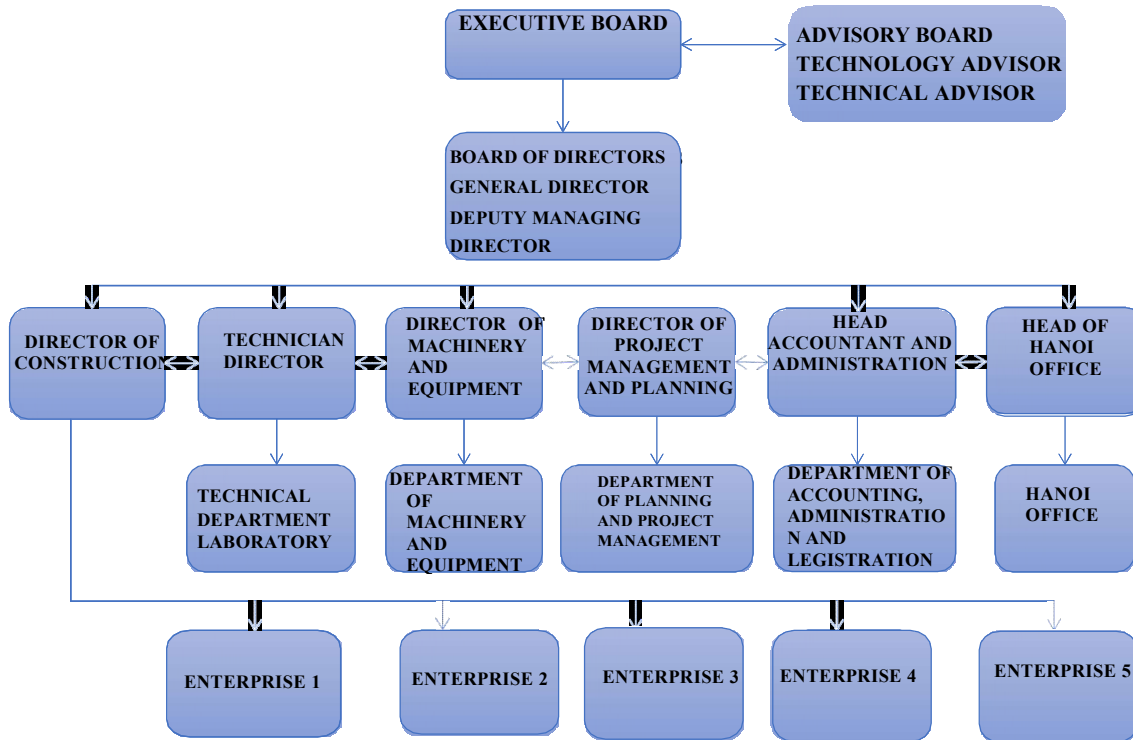 EXECUTIVE BOARD
ADVISORY BOARD
TECHNOLOGY ADVISOR
TECHNICAL ADVISOR
BOARD OF DIRECTORS
GENERAL DIRECTOR
DEPUTY MANAGING
DIRECTOR
DIRECTOR OF
CONSTRUCTION
TECHNICIAN
DIRECTOR
DIRECTOR OF
MACHINERY
AND
EQUIPMENT
DIRECTOR OF
PROJECT
MANAGEMENT
AND PLANNING
HEAD
ACCOUNTANT AND
ADMINISTRATION
HEAD OF
HANOI
OFFICE
TECHNICAL
DEPARTMENT
LABORATORY
DEPARTMENT
OF
MACHINERY
AND
EQUIPMENT
DEPARTMENT
OF PLANNING
AND PROJECT
MANAGEMENT
DEPARTMENT OF
ACCOUNTING,
ADMINISTRATIO
N AND
LEGISTRATION
HANOI
OFFICE
ENTERPRISE 1
ENTERPRISE 2
ENTERPRISE 3
ENTERPRISE 4
ENTERPRISE 5